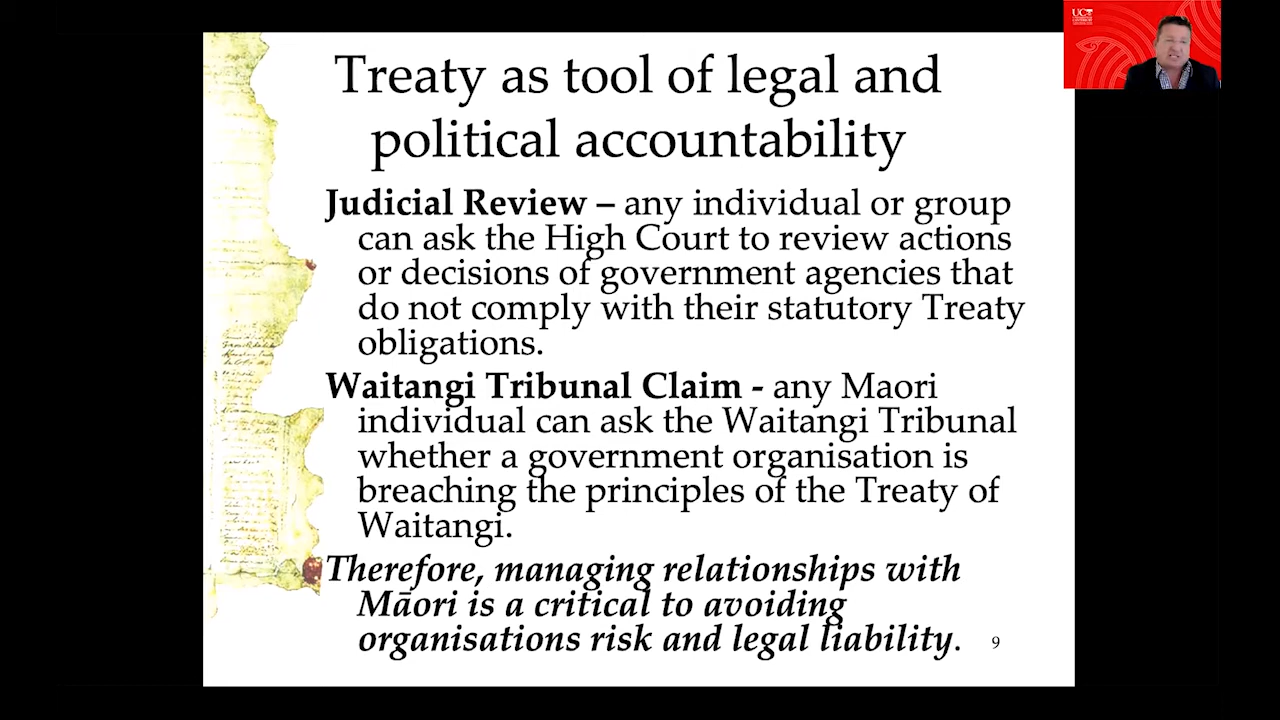 UC
Treaty as tool of legal and
political accountability
Judicial Review – any individual or group
can ask the High Court to review actions
or decisions of government agencies that
do not comply with their statutory Treaty
obligations.
Waitangi Tribunal Claim - any Maori
individual can ask the Waitangi Tribunal
whether a government organisation is
breaching the principles of the Treaty of
Waitangi.
Therefore, managing relationships with
Māori is a critical to avoiding
organisations risk and legal liability.
9